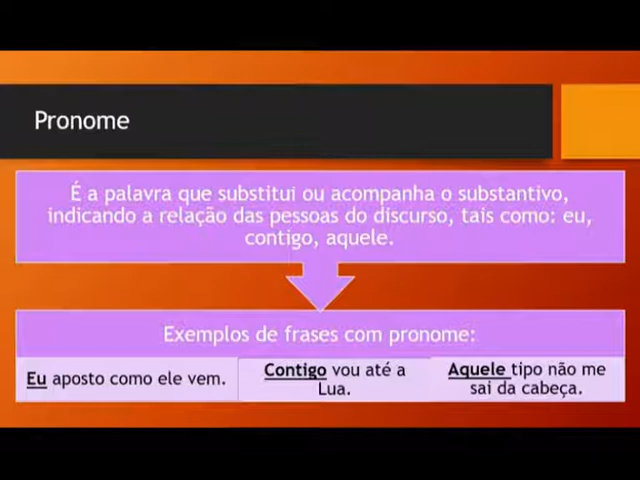 Pronome
É a palavra que substitui ou acompanha o substantivo,
indicando a relação das pessoas do discurso, tais como: eu,
contigo, aquele.
Exemplos de frases com pronome:
Eu aposto como ele vem.
Contigo vou até a
Lua.
Aquele tipo não me
sai da cabeça.